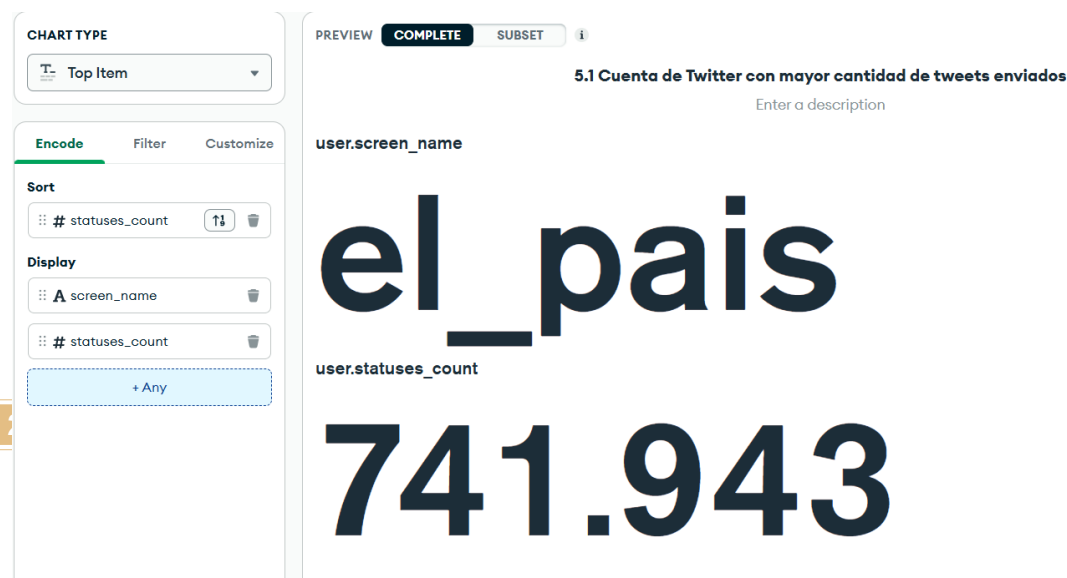 CHART TYPE
Top Item
Encode Filter Customize
Sort
# statuses_count
Display
A screen_name
# statuses_count
+ Any
PREVIEW COMPLETE SUBSET i
5.1 Cuenta de Twitter con mayor cantidad de tweets enviados
Enter a description
user.screen_name
el_pais
user.statuses_count
741.943